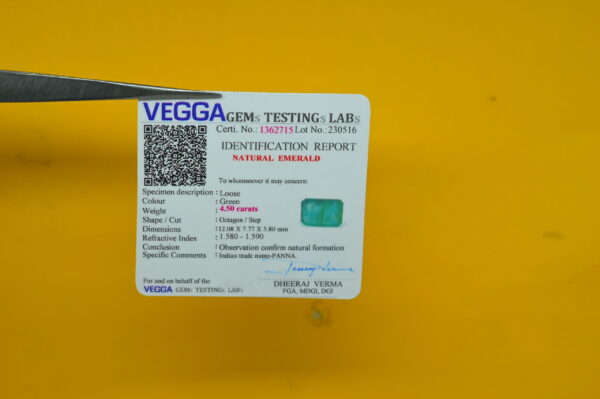 VEGGA GEMs TESTINGs LABs
Certi. No.: 1362715 Lot No.: 230516
IDENTIFICATION REPORT
NATURAL EMERALD
To whomsoever it may concern:
Specimen description : Loose
Colour : Green
Weight : 4.50 carats
Shape / Cut : Octagon / Step
Dimensions : 12.08 X 7.77 X 5.80 mm
Refractive Index : 1.580 - 1.590
Conclusion : Observation confirm natural formation
Specific Comments : Indian trade name-PANNA.
For and on behalf of the
VEGGA GEMs TESTINGs LABs
DHEERAJ VERMA
FGA, MDGI, DGI